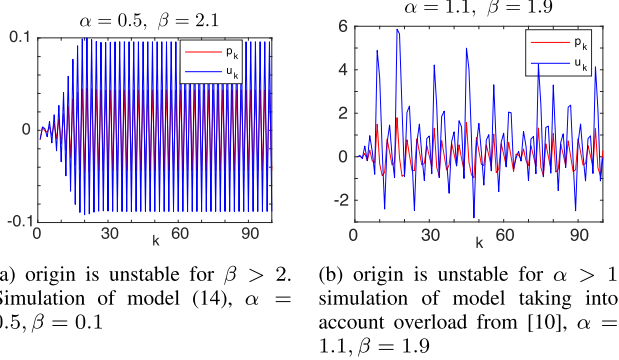 α = 0.5, β = 2.1
0.1
0
-0.1
0 30 60 90
k
p_k
u_k
α = 1.1, β = 1.9
6
4
2
0
-2
0 30 60 90
k
p_k
u_k
a) origin is unstable for β > 2.
Simulation of model (14), α =
0.5, β = 0.1
(b) origin is unstable for α > 1
simulation of model taking into
account overload from [10], α =
1.1, β = 1.9